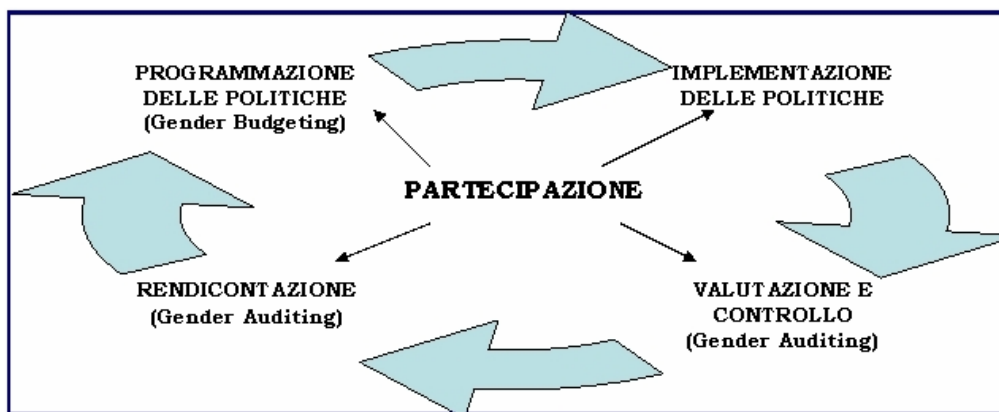 PROGRAMMAZIONE
DELLE POLITICHE
(Gender Budgeting)
IMPLEMENTAZIONE
DELLE POLITICHE
PARTECIPAZIONE
RENDICONTAZIONE
(Gender Auditing)
VALUTAZIONE E
CONTROLLO
(Gender Auditing)